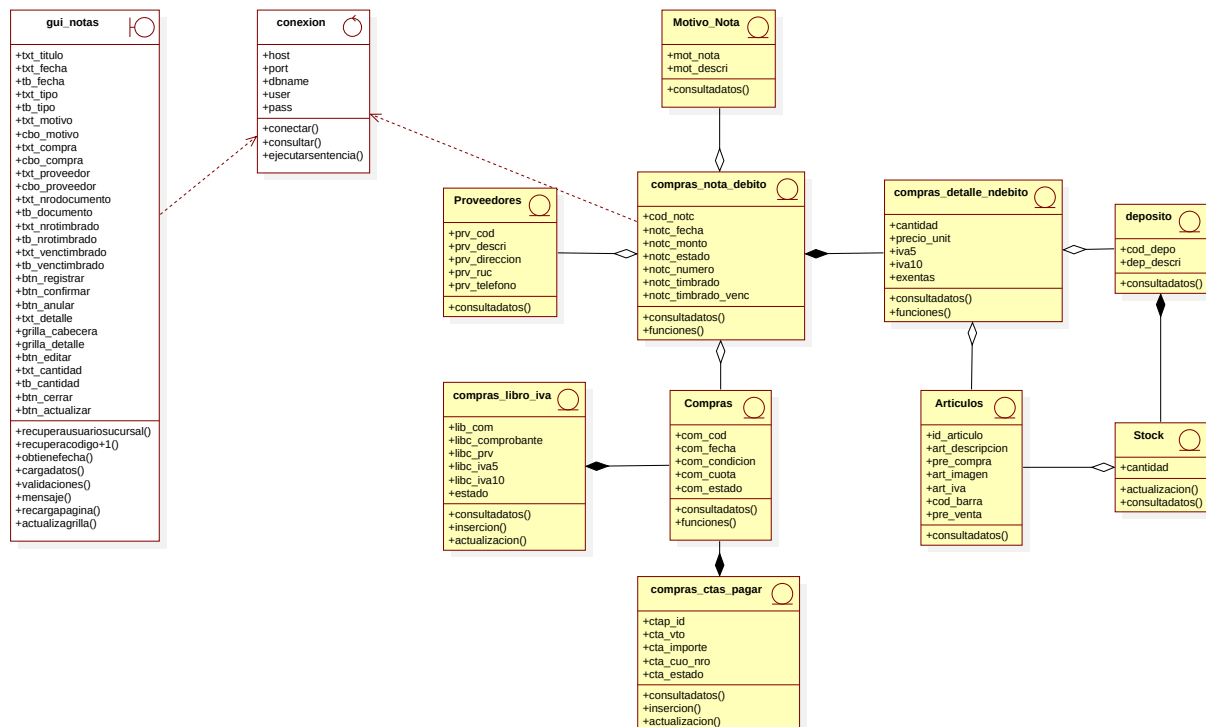 gui_notas
+txt_titulo
+txt_fecha
+tb_fecha
+txt_tipo
+tb_tipo
+txt_motivo
+cbo_motivo
+txt_compra
+cbo_compra
+txt_proveedor
+cbo_proveedor
+txt_nrodocumento
+tb_documento
+txt_nrotimbrado
+tb_nrotimbrado
+txt_venctimbrado
+tb_venctimbrado
+btn_registrar
+btn_confirmar
+btn_anular
+txt_detalle
+grilla_cabecera
+grilla_detalle
+btn_editar
+txt_cantidad
+tb_cantidad
+btn_cerrar
+btn_actualizar
+recuperausuariosucursal()
+recuperacodigo+1()
+obtienefecha()
+cargadatos()
+validaciones()
+mensaje()
+recargapagina()
+actualizagrilla()
conexion
+host
+port
+dbname
+user
+pass
+conectar()
+consultar()
+ejecutarsentencia()
Motivo_Nota
+mot_nota
+mot_descri
+consultadatos()
Proveedores
+prv_cod
+prv_descri
+prv_direccion
+prv_ruc
+prv_telefono
+consultadatos()
compras_nota_debito
+cod_notc
+notc_fecha
+notc_monto
+notc_estado
+notc_numero
+notc_timbrado
+notc_timbrado_venc
+consultadatos()
+funciones()
compras_detalle_ndebito
+cantidad
+precio_unit
+iva5
+iva10
+exentas
+consultadatos()
+funciones()
deposito
+cod_depo
+dep_descri
+consultadatos()
compras_libro_iva
+lib_com
+libc_comprobante
+libc_prv
+libc_iva5
+libc_iva10
+estado
+consultadatos()
+insercion()
+actualizacion()
Compras
+com_cod
+com_fecha
+com_condicion
+com_cuota
+com_estado
+consultadatos()
+funciones()
Articulos
+id_articulo
+art_descripcion
+pre_compra
+art_imagen
+art_iva
+cod_barra
+pre_venta
+consultadatos()
Stock
+cantidad
+actualizacion()
+consultadatos()
compras_ctas_pagar
+ctap_id
+cta_vto
+cta_importe
+cta_cuo_nro
+cta_estado
+consultadatos()
+insercion()
+actualizacion()